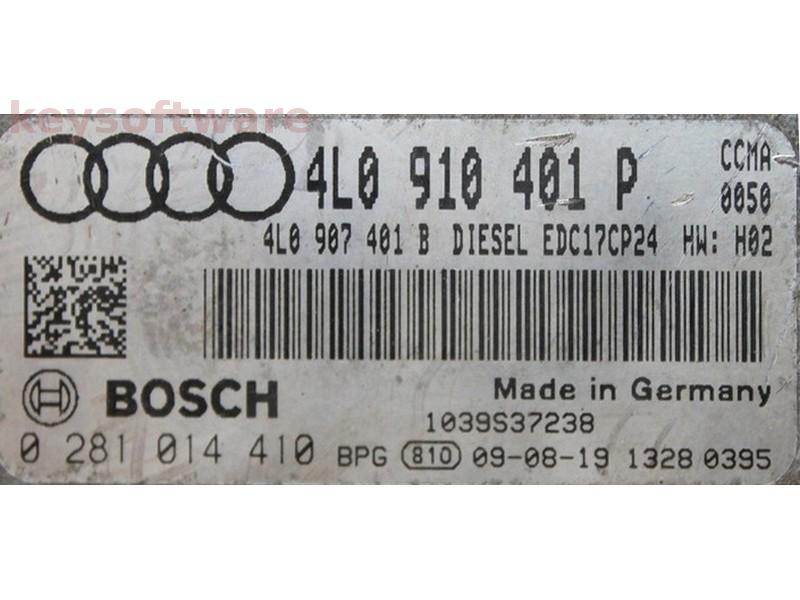 keysoftware
4L0 910 401 P CCMA
0050
4L0 907 401 B DIESEL EDC17CP24 HW: H02
BOSCH Made in Germany
1039S37238
0 281 014 410 BPG 810 09-08-19 1328 0395